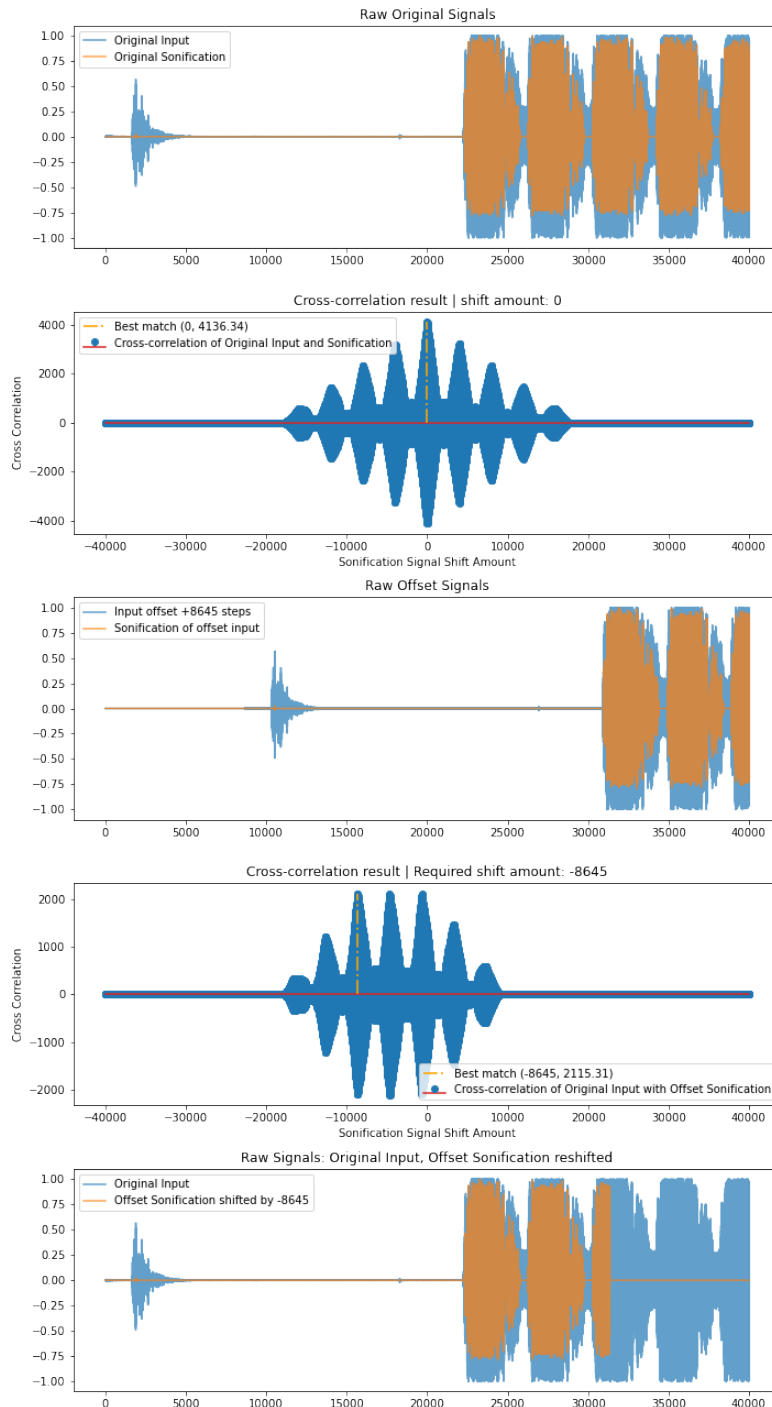 Raw Original Signals
Original Input
Original Sonification
1.00
0.75
0.50
0.25
0.00
−0.25
−0.50
−0.75
−1.00
0 5000 10000 15000 20000 25000 30000 35000 40000
Cross-correlation result | shift amount: 0
Best match (0, 4136.34)
Cross-correlation of Original Input and Sonification
4000
2000
0
−2000
−4000
Cross Correlation
−40000 −30000 −20000 −10000 0 10000 20000 30000 40000
Sonification Signal Shift Amount
Raw Offset Signals
Input offset +8645 steps
Sonification of offset input
1.00
0.75
0.50
0.25
0.00
−0.25
−0.50
−0.75
−1.00
0 5000 10000 15000 20000 25000 30000 35000 40000
Cross-correlation result | Required shift amount: -8645
2000
1000
0
−1000
−2000
Cross Correlation
Best match (-8645, 2115.31)
Cross-correlation of Original Input with Offset Sonification
−40000 −30000 −20000 −10000 0 10000 20000 30000 40000
Sonification Signal Shift Amount
Raw Signals: Original Input, Offset Sonification reshifted
Original Input
Offset Sonification shifted by -8645
1.00
0.75
0.50
0.25
0.00
−0.25
−0.50
−0.75
−1.00
0 5000 10000 15000 20000 25000 30000 35000 40000